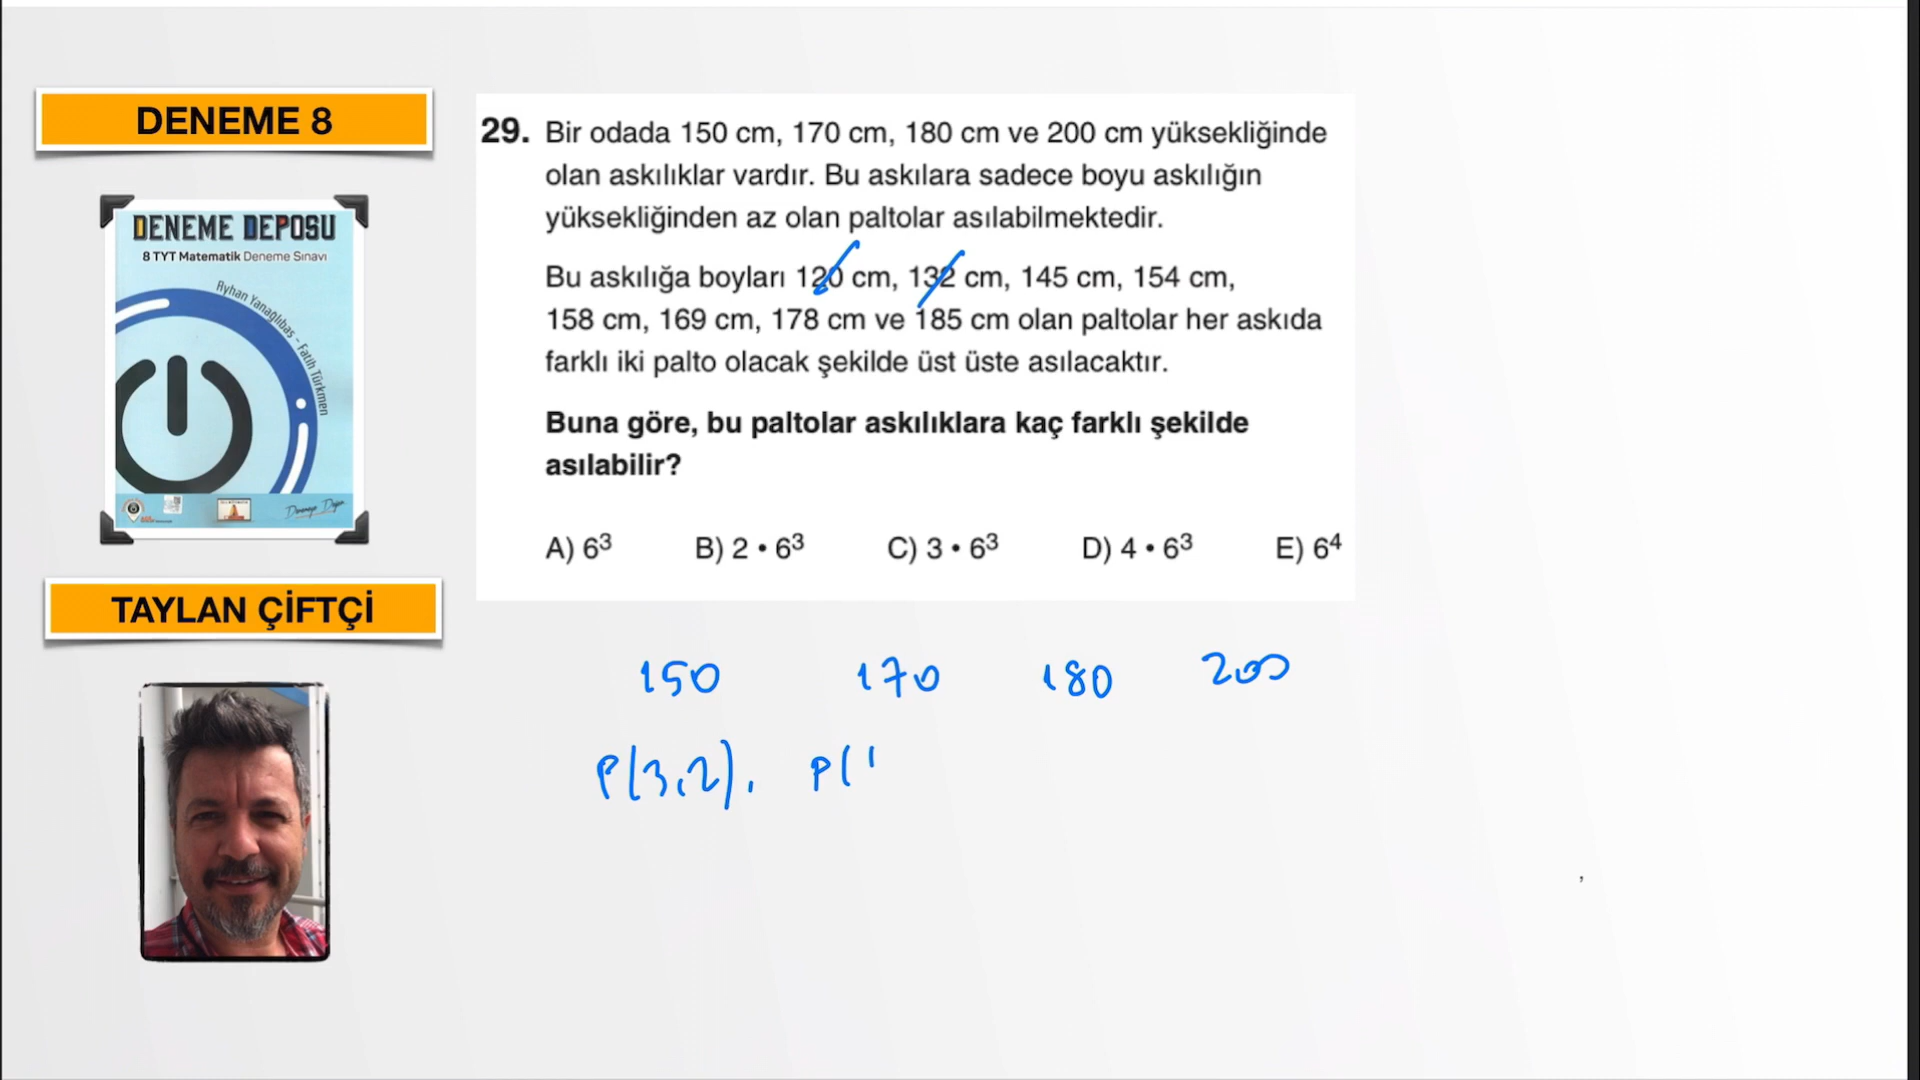 DENEME 8
DENEME DEPOSU
8 TYT Matematik Deneme Sınavı
Ayhan Yanağlıbaş - Fatih Türkmen
TAYLAN ÇİFTÇİ
29. Bir odada 150 cm, 170 cm, 180 cm ve 200 cm yüksekliğinde
olan askılıklar vardır. Bu askılara sadece boyu askılığın
yüksekliğinden az olan paltolar asılabilmektedir.
Bu askılığa boyları 120 cm, 132 cm, 145 cm, 154 cm,
158 cm, 169 cm, 178 cm ve 185 cm olan paltolar her askıda
farklı iki palto olacak şekilde üst üste asılacaktır.
Buna göre, bu paltolar askılıklara kaç farklı şekilde
asılabilir?
A) 6³ B) 2 • 6³ C) 3 • 6³ D) 4 • 6³ E) 6⁴
150 170 180 200
P(3,2). P(